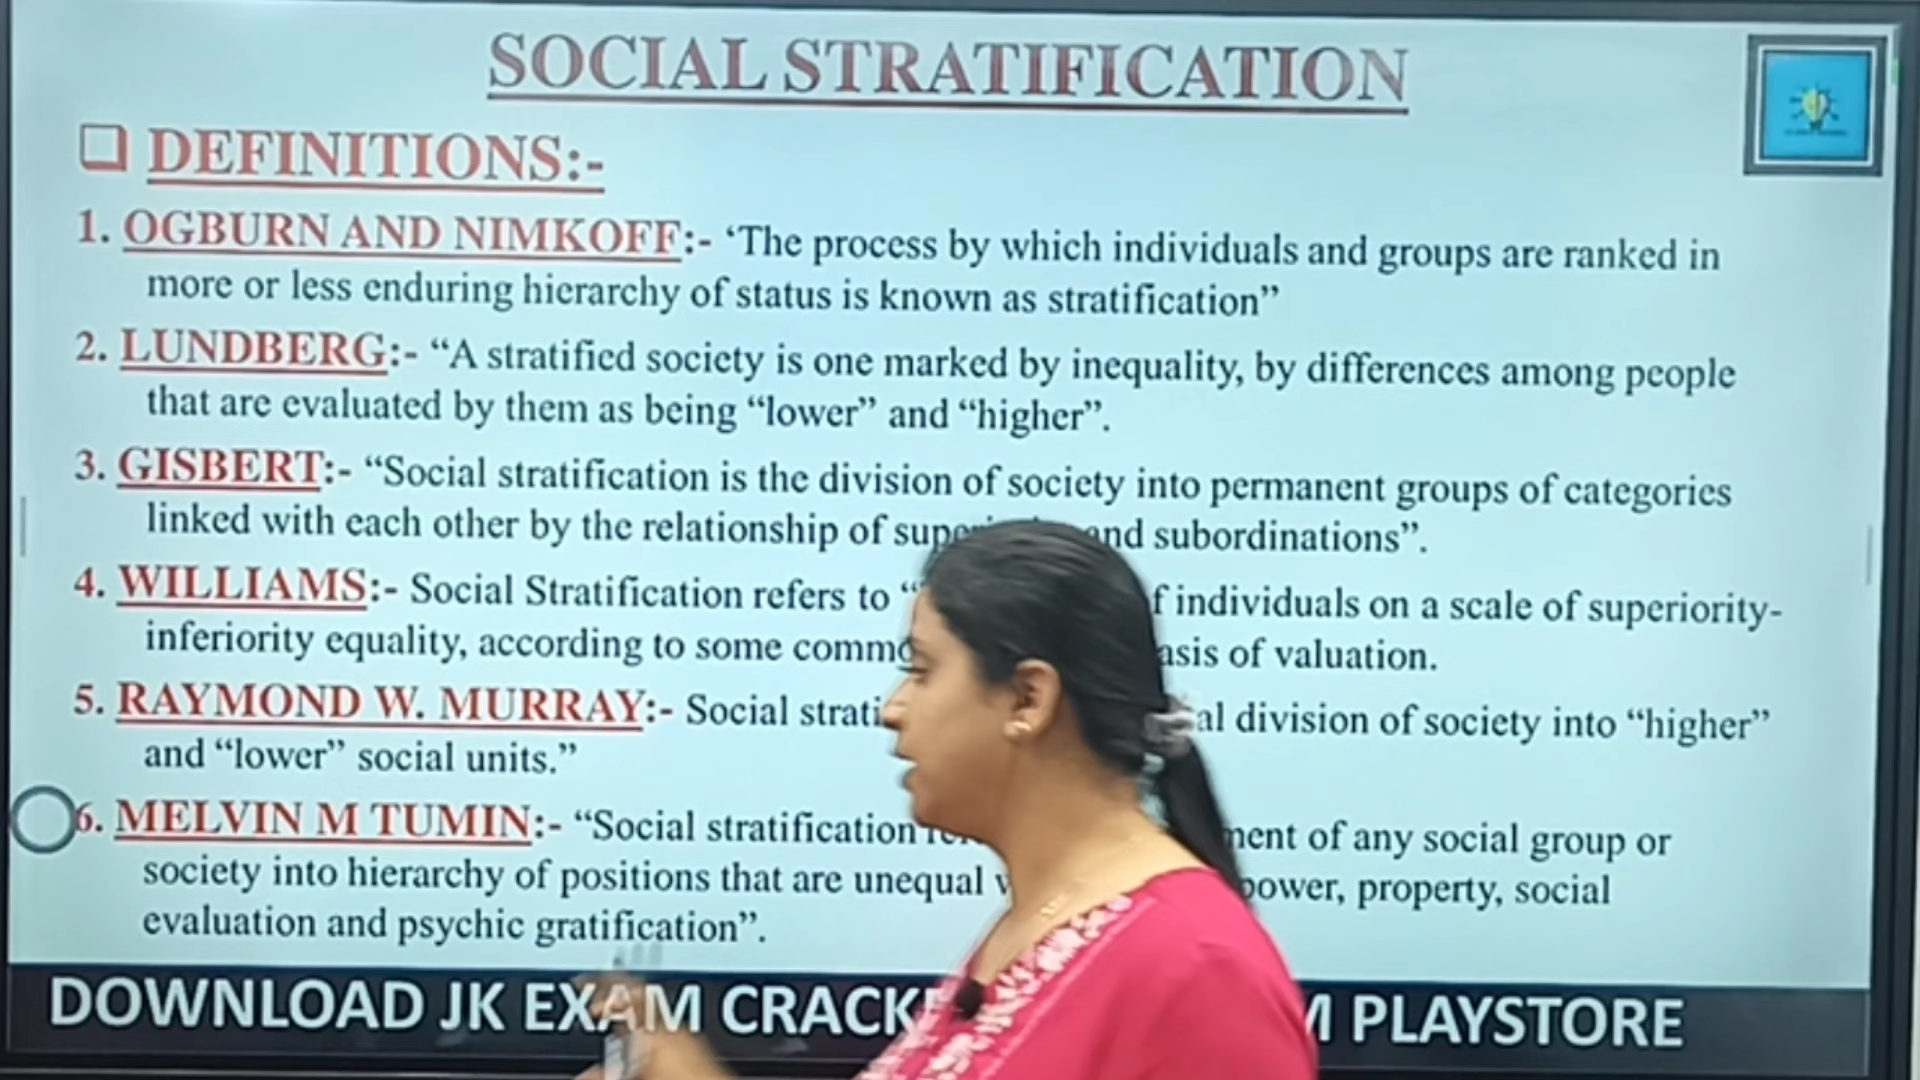 SOCIAL STRATIFICATION
❑ DEFINITIONS:-
1. OGBURN AND NIMKOFF:- ‘The process by which individuals and groups are ranked in
more or less enduring hierarchy of status is known as stratification”
2. LUNDBERG:- “A stratified society is one marked by inequality, by differences among people
that are evaluated by them as being “lower” and “higher”.
3. GISBERT:- “Social stratification is the division of society into permanent groups of categories
linked with each other by the relationship of and subordinations”.
4. WILLIAMS:- Social Stratification refers to “ individuals on a scale of superiority-
inferiority equality, according to some of valuation.
5. RAYMOND W. MURRAY:- Social division of society into “higher”
and “lower” social units.”
6. MELVIN M TUMIN:- “Social stratification of any social group or
society into hierarchy of positions that are unequal power, property, social
evaluation and psychic gratification”.
DOWNLOAD JK EXAM PLAYSTORE